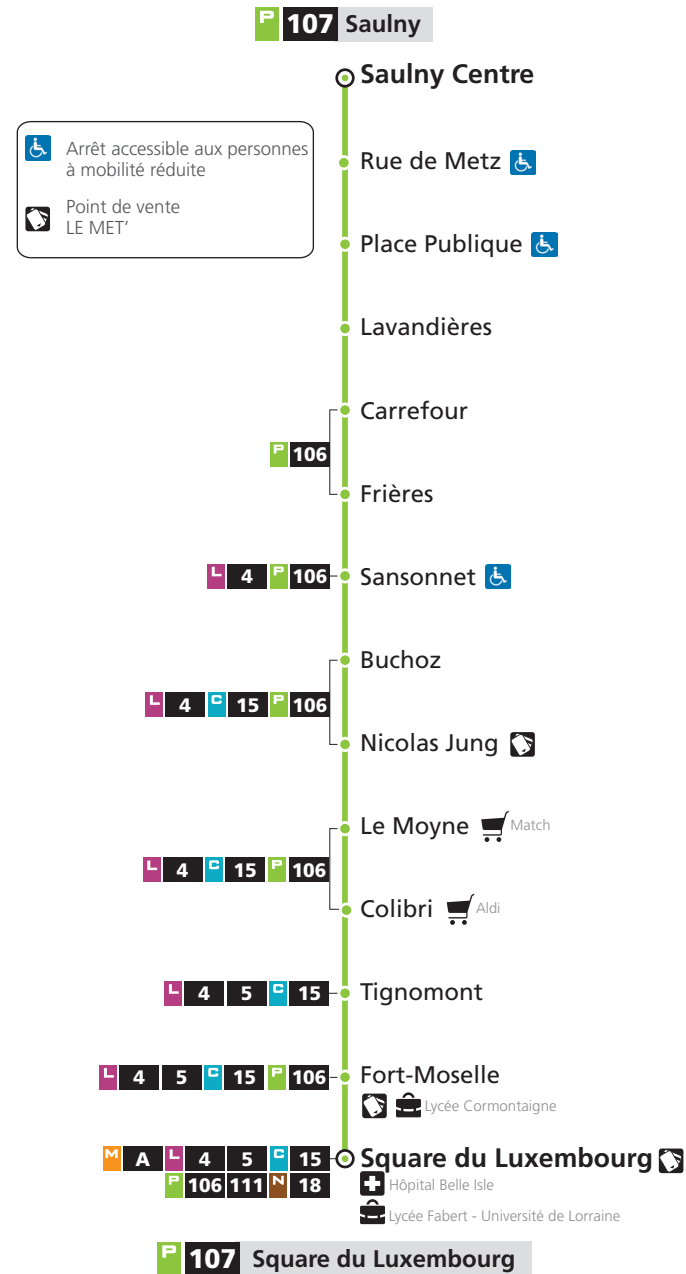 P 107 Saulny
Saulny Centre
Arrêt accessible aux personnes
à mobilité réduite
Point de vente
LE MET’
Rue de Metz
Place Publique
Lavandières
Carrefour
P 106
Frières
L 4 P 106 Sansonnet
Buchoz
L 4 C 15 P 106
Nicolas Jung
Le Moyne Match
L 4 C 15 P 106
Colibri Aldi
L 4 5 C 15 Tignomont
L 4 5 C 15 P 106 Fort-Moselle
Lycée Cormontaigne
M A L 4 5 C 15 Square du Luxembourg
P 106 111 N 18 Hôpital Belle Isle
Lycée Fabert - Université de Lorraine
P 107 Square du Luxembourg